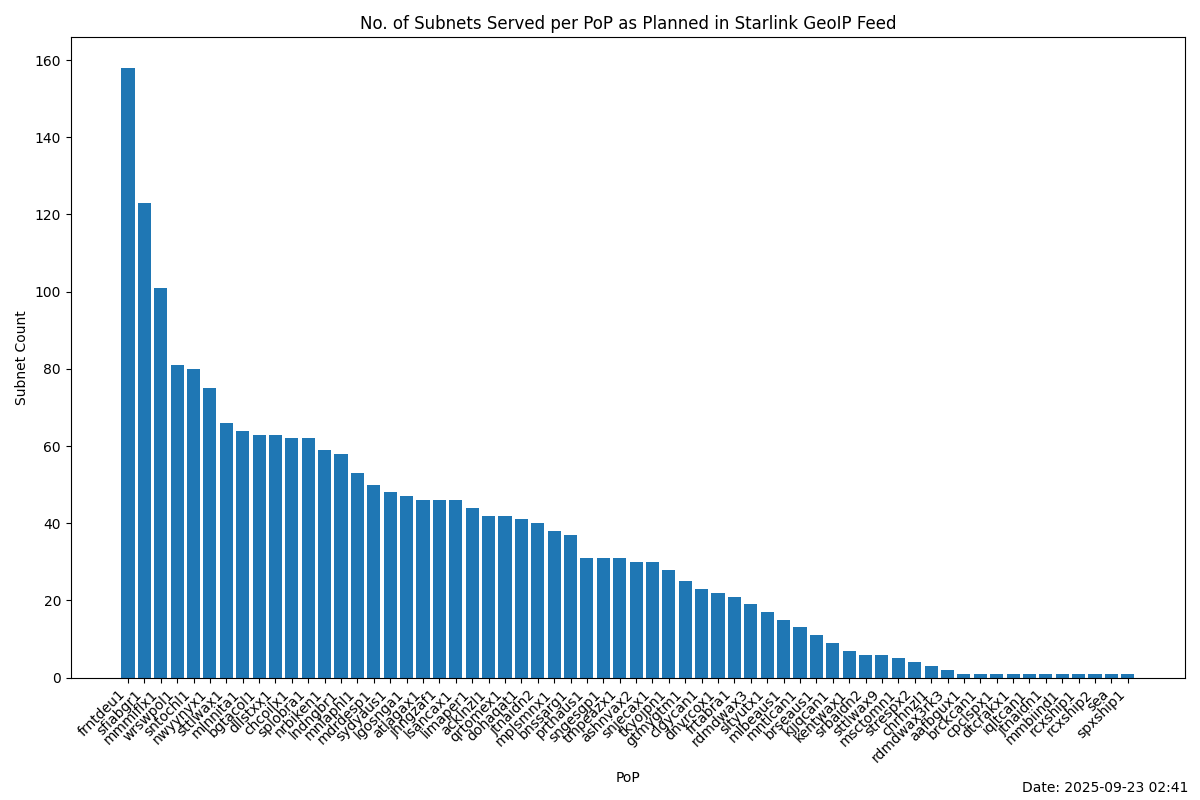 No. of Subnets Served per PoP as Planned in Starlink GeoIP Feed
160
140
120
100
80
60
40
20
0
Subnet Count
frntdeu1
sfiabgr1
mmmiflfx1
wrswpol1
sntochl1
nwyynyx1
sttlwax1
mlnnita1
bgtacol1
dllstxx1
chcoilx1
splobra1
nrbiken1
lndngbr1
mnlaphl1
mdrdesp1
sydyaus1
lgosnga1
atlagax1
jhngzaf1
lsancax1
limaper1
acklnzl1
qrtomex1
dohaqat1
jtnaidn2
mplsmnx1
bnssarg1
prthaus1
sngesgp1
tmpeazx1
ashnvax2
snjecax1
tkyojpn1
gtmygtm1
clgycan1
dnvrcox1
frtabra1
rdmdwax3
sltyutx1
mlbeaus1
mntlcan1
brseaus1
kjigcan1
kentwax1
srbaidn2
sttlwax9
msctomn1
strespx2
chrhnzl1
rdmdwax3rk3
aarhbgux1
brckcan1
cpclspx1
dtcrakx1
iqltcan1
jtnaidn1
mmbiind1
rcxship1
rcxship2
sea
spxship1
PoP
Date: 2025-09-23 02:41